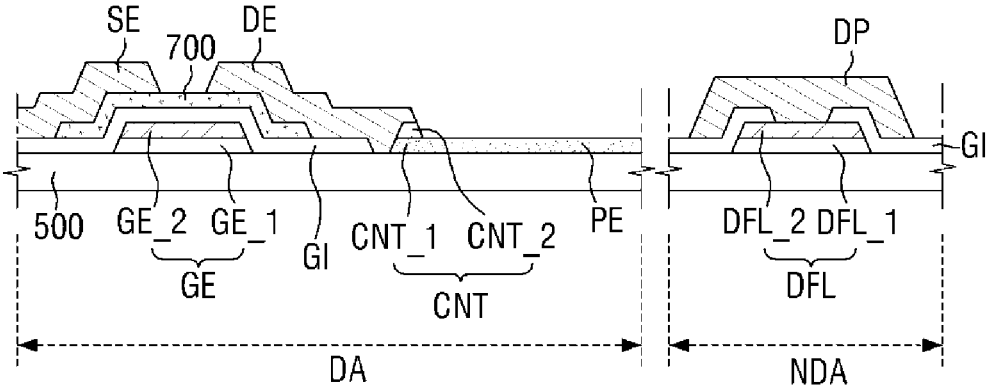 SE 700 DE DP
GI
500 GE_2 GE_1 GI CNT_1 CNT_2 PE DFL_2 DFL_1
GE CNT DFL
DA NDA